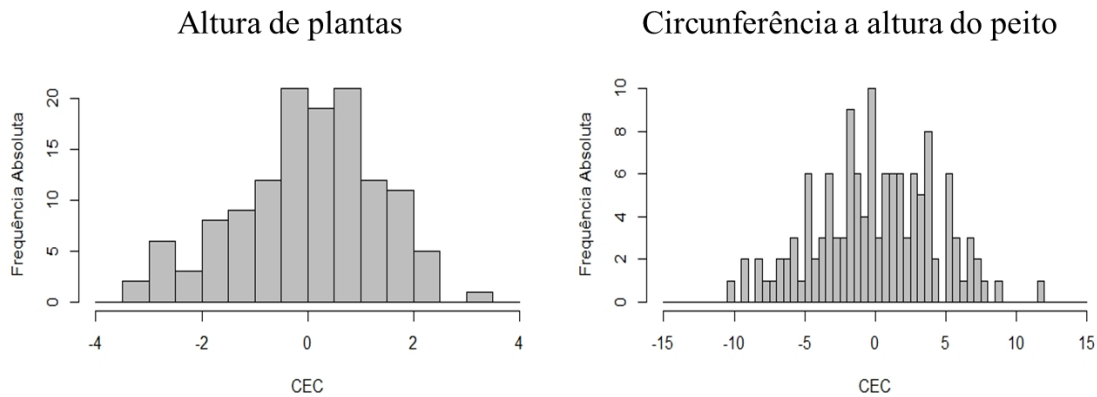 Altura de plantas
Circunferência a altura do peito
Frequência Absoluta
0 5 10 15 20
-4 -2 0 2 4
CEC
Frequência Absoluta
0 2 4 6 8 10
-15 -10 -5 0 5 10 15
CEC